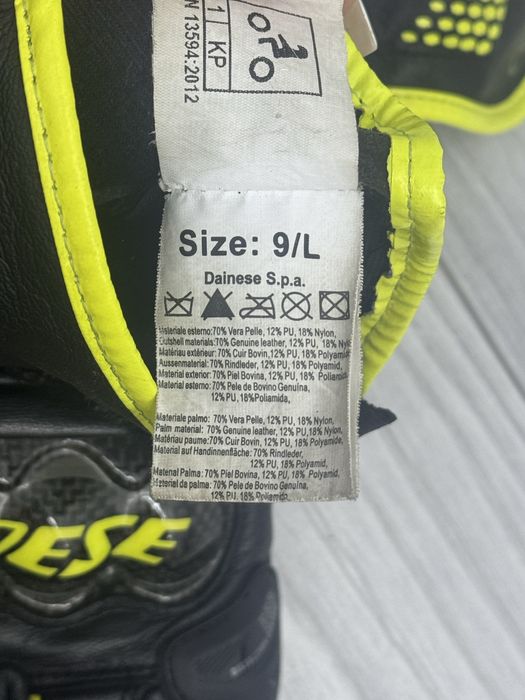 N 13594:2012
1 KP
Size: 9/L
Dainese S.p.a.
Materiale esterno:70% Vera Pelle, 12% PU, 18% Nylon,
Outshell materials:70% Genuine leather, 12% PU, 18% Nylon
Matériau extérieur:70% Cuir Bovin, 12% PU, 18% Polyamid
Aussenmaterial:70% Rindleder, 12% PU, 18% Polyamid,
Material exterior: 70% Piel Bovina, 12% PU, 18% Poliamid
Material esterno:70% Pele de Bovino Genuína,
12% PU, 18%Poliamida,
Materiale palmo: 70% Vera Pelle, 12% PU, 18% Nylon,
Palm material: 70% Genuine leather, 12% PU, 18% Nylon,
Matériau paume:70% Cuir Bovin, 12% PU, 18% Polyamide,
Material auf Handinnenfläche: 70% Rindleder,
12% PU, 18% Polyamid,
Material Palma: 70% Piel Bovina, 12% PU, 18% Poliamid,
Material da palma: 70% Pele de Bovino Genuína,
12% PU, 18% Poliamida
ESE